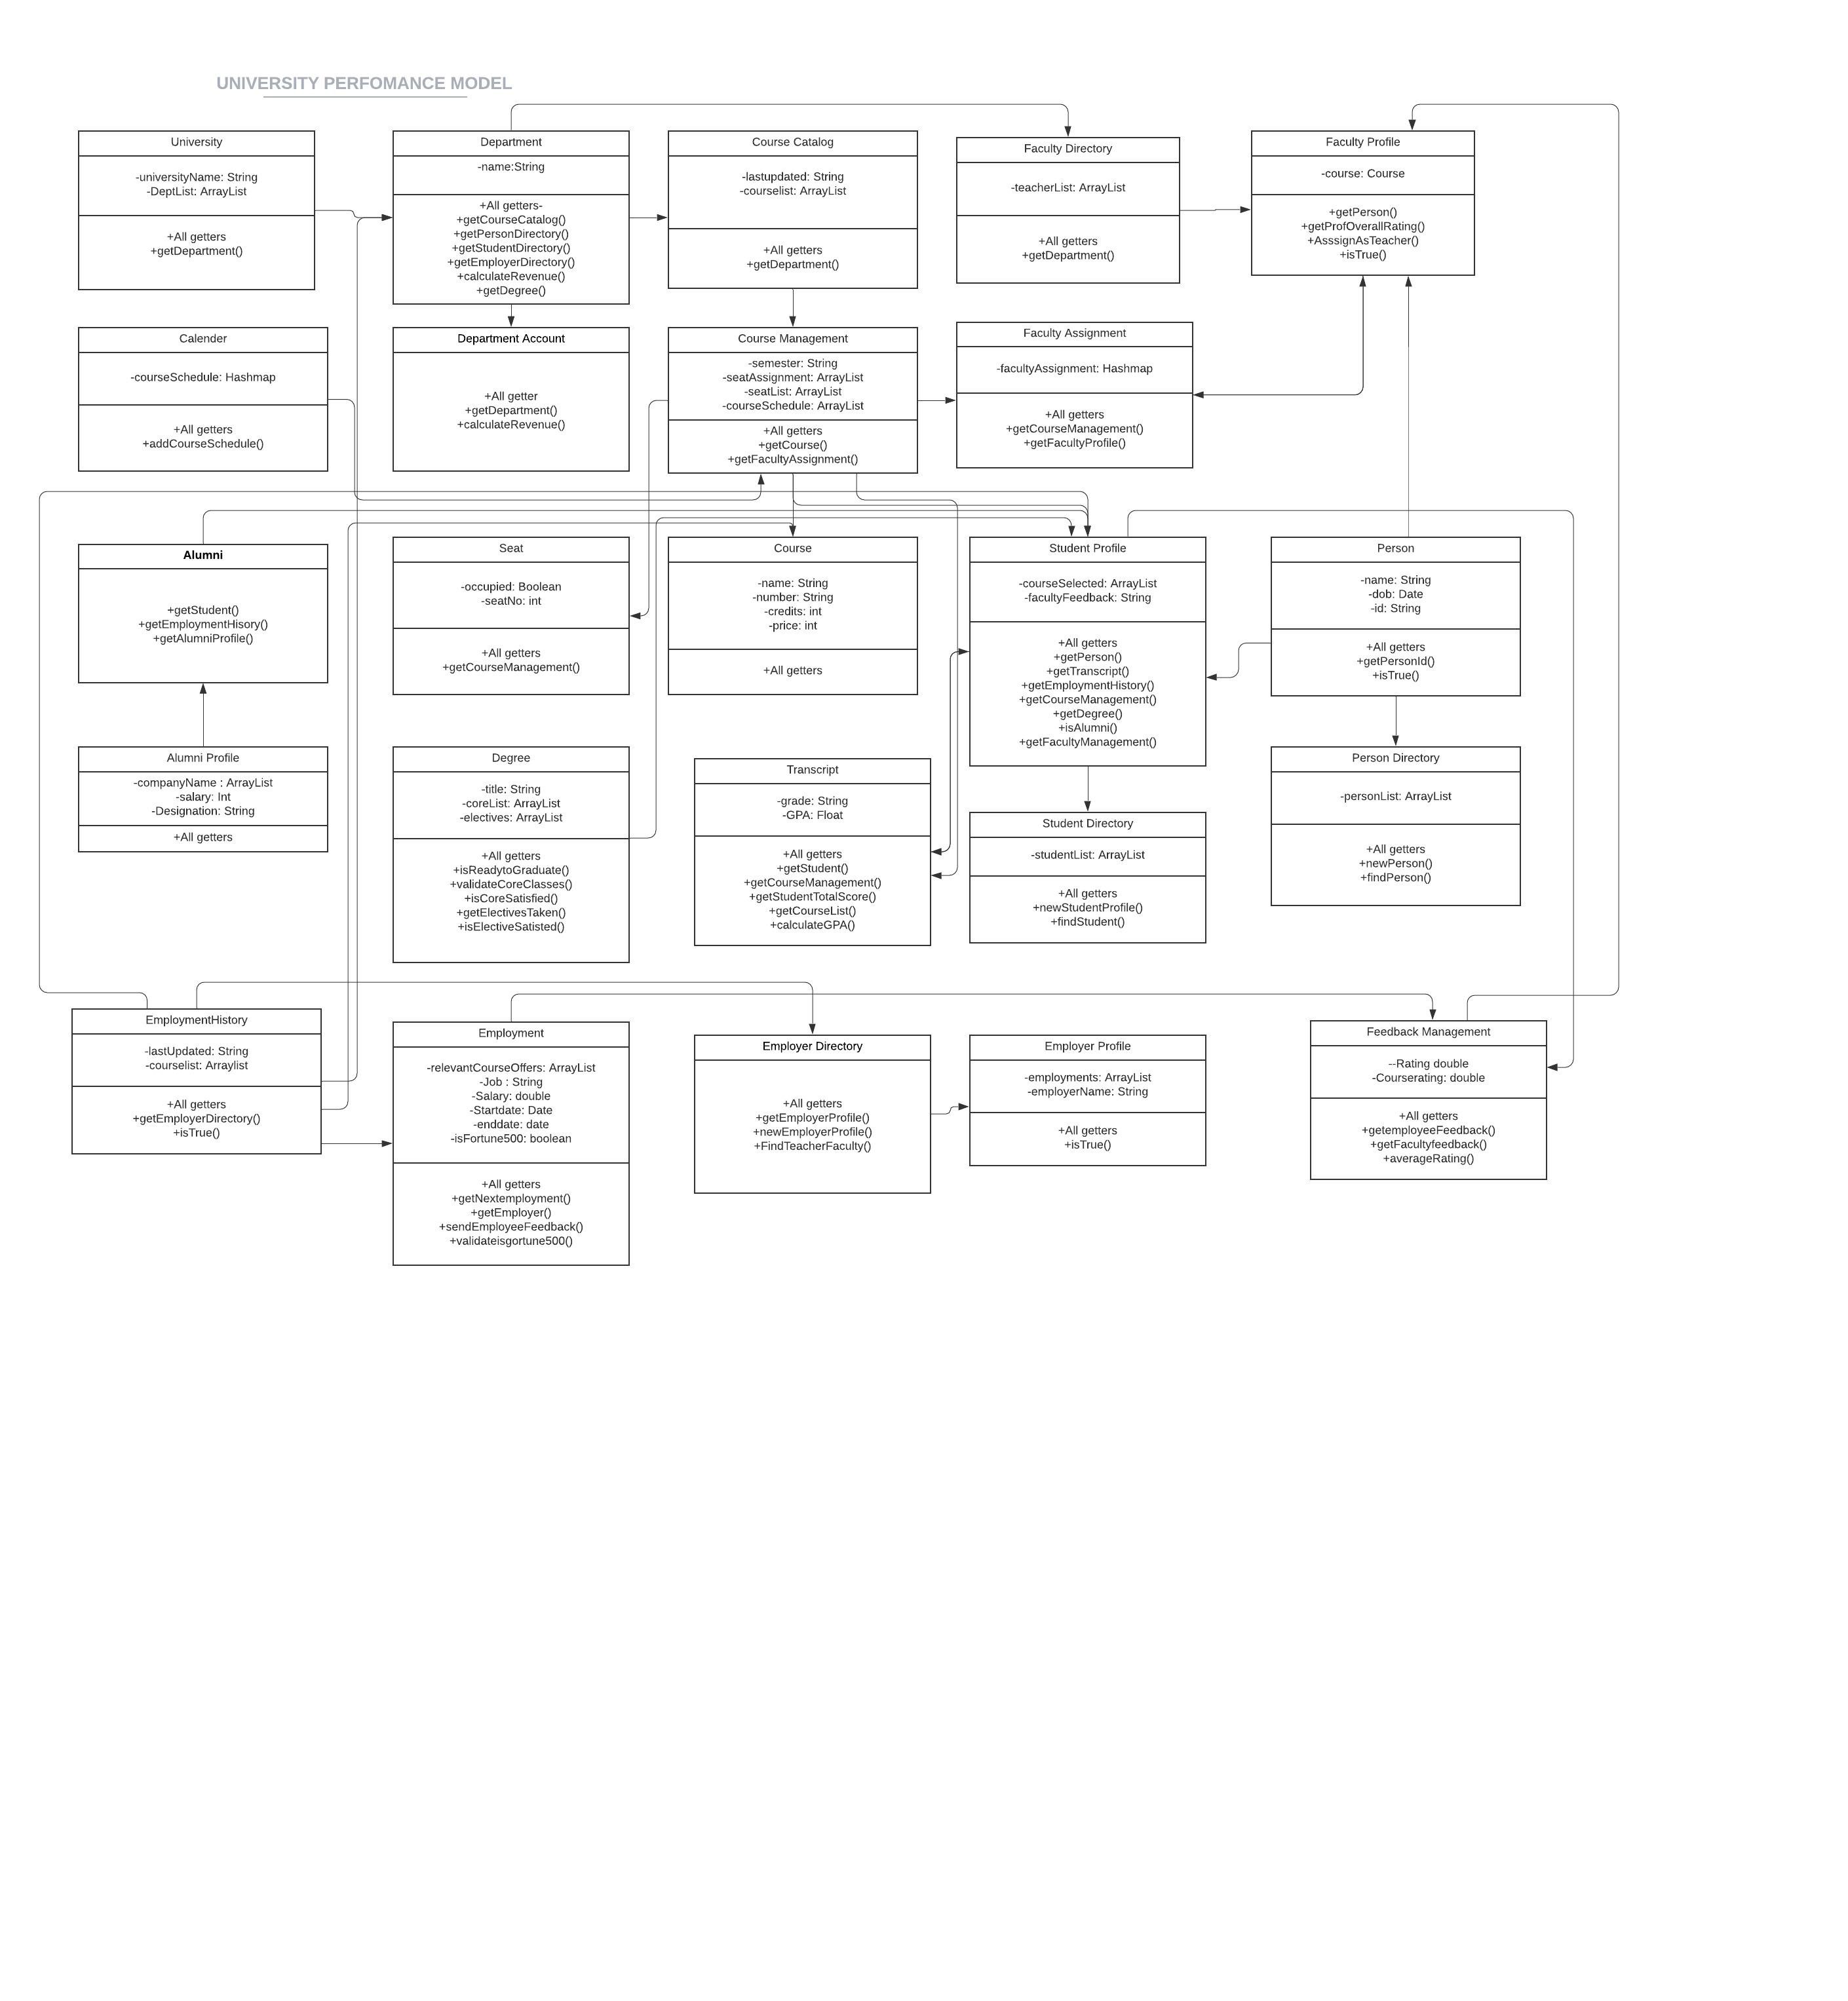 UNIVERSITY PERFOMANCE MODEL
University
-universityName: String
-DeptList: ArrayList
+All getters
+getDepartment()
Department
-name:String
+All getters-
+getCourseCatalog()
+getPersonDirectory()
+getStudentDirectory()
+getEmployerDirectory()
+calculateRevenue()
+getDegree()
Course Catalog
-lastupdated: String
-courselist: ArrayList
+All getters
+getDepartment()
Faculty Directory
-teacherList: ArrayList
+All getters
+getDepartment()
Faculty Profile
-course: Course
+getPerson()
+getProfOverallRating()
+AsssignAsTeacher()
+isTrue()
Calender
-courseSchedule: Hashmap
+All getters
+addCourseSchedule()
Department Account
+All getter
+getDepartment()
+calculateRevenue()
Course Management
-semester: String
-seatAssignment: ArrayList
-seatList: ArrayList
-courseSchedule: ArrayList
+All getters
+getCourse()
+getFacultyAssignment()
Faculty Assignment
-facultyAssignment: Hashmap
+All getters
+getCourseManagement()
+getFacultyProfile()
Alumni
+getStudent()
+getEmploymentHisory()
+getAlumniProfile()
Seat
-occupied: Boolean
-seatNo: int
+All getters
+getCourseManagement()
Course
-name: String
-number: String
-credits: int
-price: int
+All getters
Student Profile
-courseSelected: ArrayList
-facultyFeedback: String
+All getters
+getPerson()
+getTranscript()
+getEmploymentHistory()
+getCourseManagement()
+getDegree()
+isAlumni()
+getFacultyManagement()
Person
-name: String
-dob: Date
-id: String
+All getters
+getPersonId()
+isTrue()
Alumni Profile
-companyName : ArrayList
-salary: Int
-Designation: String
+All getters
Degree
-title: String
-coreList: ArrayList
-electives: ArrayList
+All getters
+isReadytoGraduate()
+validateCoreClasses()
+isCoreSatisfied()
+getElectivesTaken()
+isElectiveSatisted()
Transcript
-grade: String
-GPA: Float
+All getters
+getStudent()
+getCourseManagement()
+getStudentTotalScore()
+getCourseList()
+calculateGPA()
Student Directory
-studentList: ArrayList
+All getters
+newStudentProfile()
+findStudent()
Person Directory
-personList: ArrayList
+All getters
+newPerson()
+findPerson()
EmploymentHistory
-lastUpdated: String
-courselist: Arraylist
+All getters
+getEmployerDirectory()
+isTrue()
Employment
-relevantCourseOffers: ArrayList
-Job : String
-Salary: double
-Startdate: Date
-enddate: date
-isFortune500: boolean
+All getters
+getNextemployment()
+getEmployer()
+sendEmployeeFeedback()
+validateisgortune500()
Employer Directory
+All getters
+getEmployerProfile()
+newEmployerProfile()
+FindTeacherFaculty()
Employer Profile
-employments: ArrayList
-employerName: String
+All getters
+isTrue()
Feedback Management
--Rating double
-Courserating: double
+All getters
+getemployeeFeedback()
+getFacultyfeedback()
+averageRating()